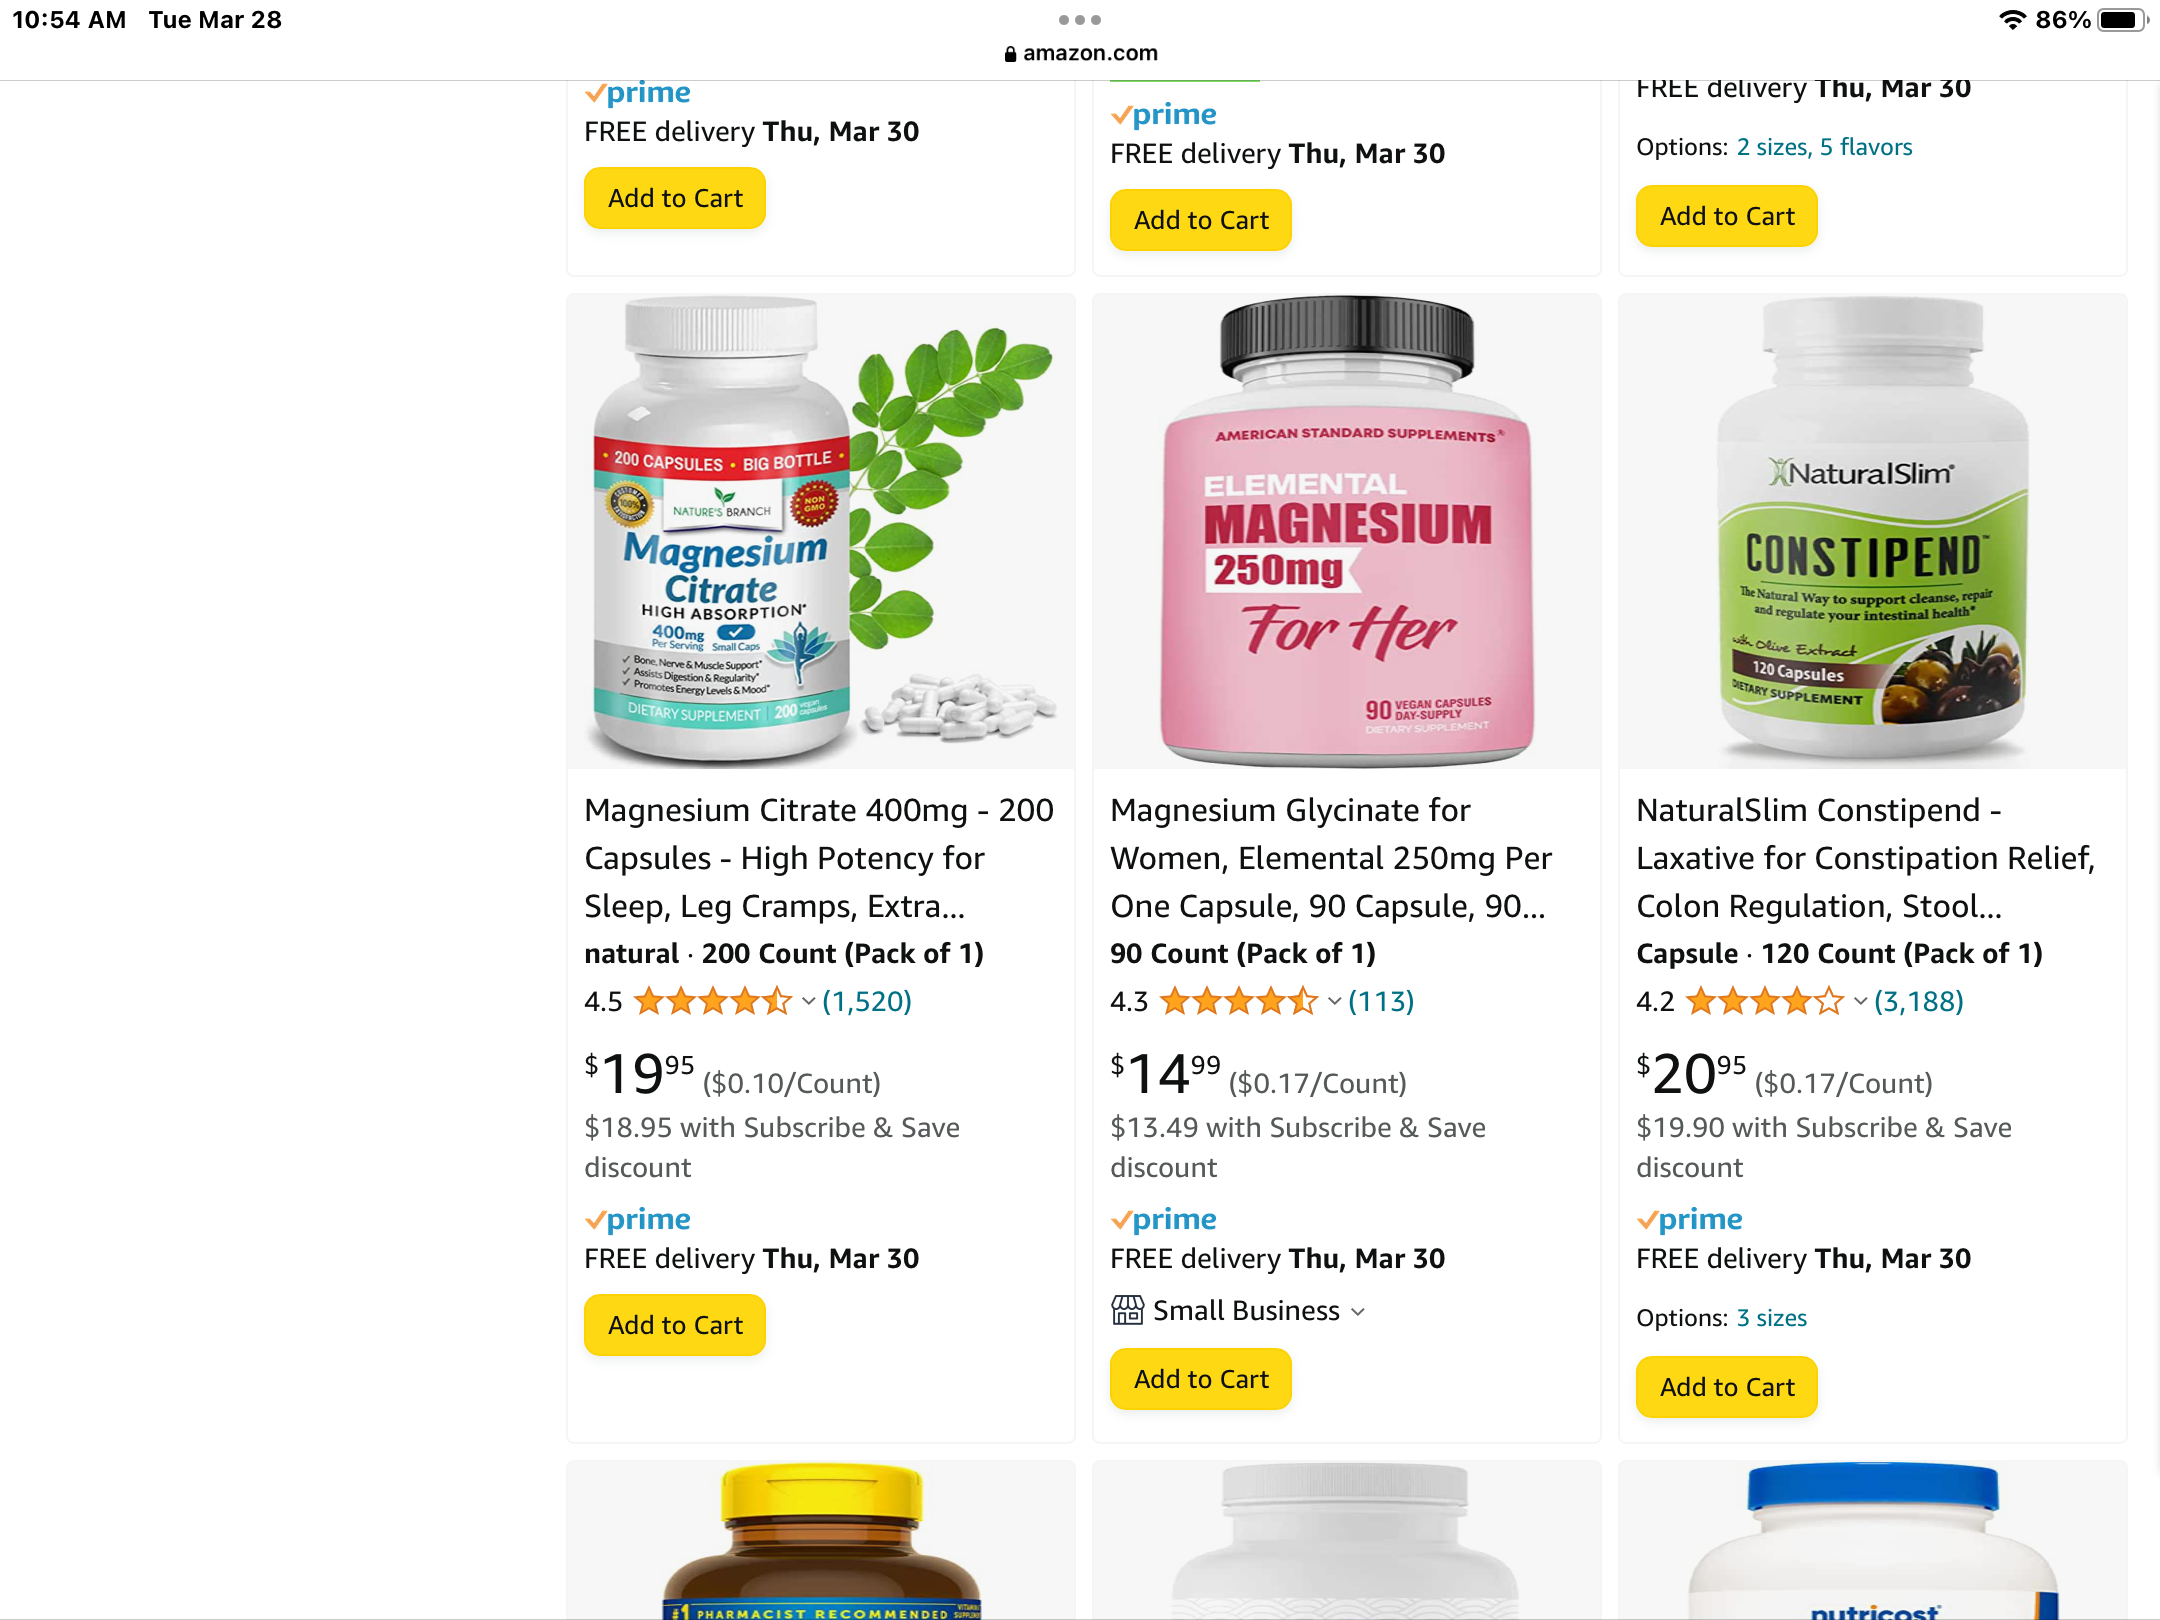 10:54 AM Tue Mar 28
86%
amazon.com
prime
FREE delivery Thu, Mar 30
Add to Cart
prime
FREE delivery Thu, Mar 30
Add to Cart
FREE delivery Thu, Mar 30
Options: 2 sizes, 5 flavors
Add to Cart
• 200 CAPSULES • BIG BOTTLE •
100%
NATURE'S BRANCH
NON
GMO
Magnesium
Citrate
HIGH ABSORPTION*
400mg
Per Serving
Small Caps
✓ Bone, Nerve & Muscle Support*
✓ Assists Digestion & Regularity*
✓ Promotes Energy Levels & Mood*
DIETARY SUPPLEMENT | 200 vegan capsules
Magnesium Citrate 400mg - 200
Capsules - High Potency for
Sleep, Leg Cramps, Extra...
natural · 200 Count (Pack of 1)
4.5 (1,520)
$19.95 ($0.10/Count)
$18.95 with Subscribe & Save
discount
prime
FREE delivery Thu, Mar 30
Add to Cart
AMERICAN STANDARD SUPPLEMENTS®
ELEMENTAL
MAGNESIUM
250mg
For Her
90 VEGAN CAPSULES
DAY-SUPPLY
DIETARY SUPPLEMENT
Magnesium Glycinate for
Women, Elemental 250mg Per
One Capsule, 90 Capsule, 90...
90 Count (Pack of 1)
4.3 (113)
$14.99 ($0.17/Count)
$13.49 with Subscribe & Save
discount
prime
FREE delivery Thu, Mar 30
Small Business
Add to Cart
NaturalSlim®
CONSTIPEND™
The Natural Way to support cleanse, repair
and regulate your intestinal health*
with Olive Extract
120 Capsules
DIETARY SUPPLEMENT
NaturalSlim Constipend -
Laxative for Constipation Relief,
Colon Regulation, Stool...
Capsule · 120 Count (Pack of 1)
4.2 (3,188)
$20.95 ($0.17/Count)
$19.90 with Subscribe & Save
discount
prime
FREE delivery Thu, Mar 30
Options: 3 sizes
Add to Cart
#1 PHARMACIST RECOMMENDED
nutricost